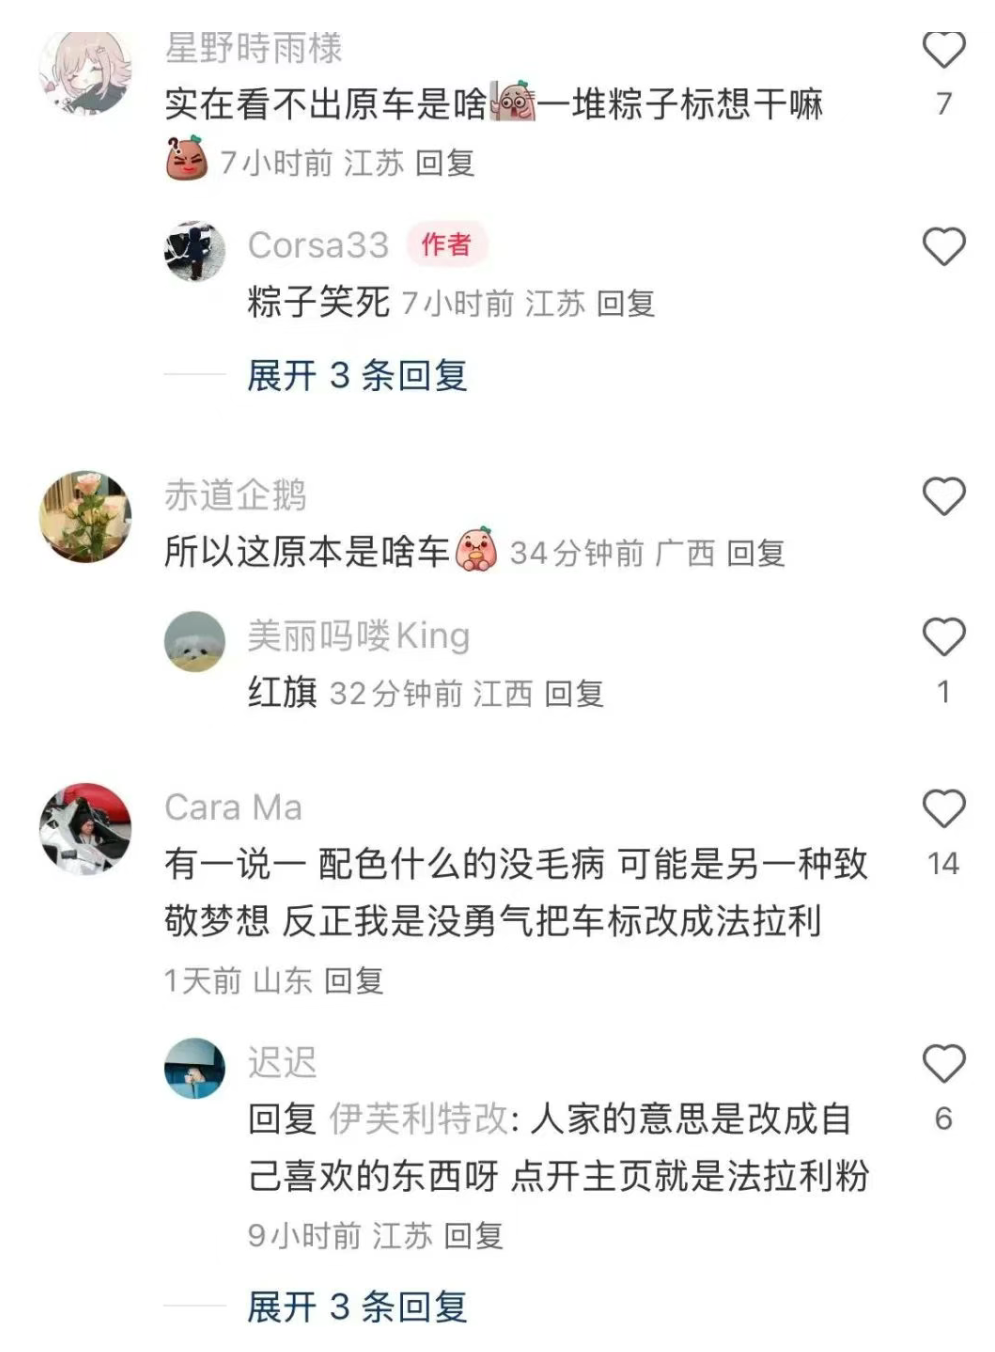 星野時雨様
实在看不出原车是啥一堆粽子标想干嘛
7
7小时前 江苏 回复
Corsa33 作者
粽子笑死 7小时前 江苏 回复
展开 3 条回复
赤道企鹅
所以这原本是啥车 34分钟前 广西 回复
美丽吗喽King
红旗 32分钟前 江西 回复
1
Cara Ma
有一说一 配色什么的没毛病 可能是另一种致
14
敬梦想 反正我是没勇气把车标改成法拉利
1天前 山东 回复
迟迟
回复 伊芙利特改: 人家的意思是改成自
6
己喜欢的东西呀 点开主页就是法拉利粉
9小时前 江苏 回复
展开 3 条回复